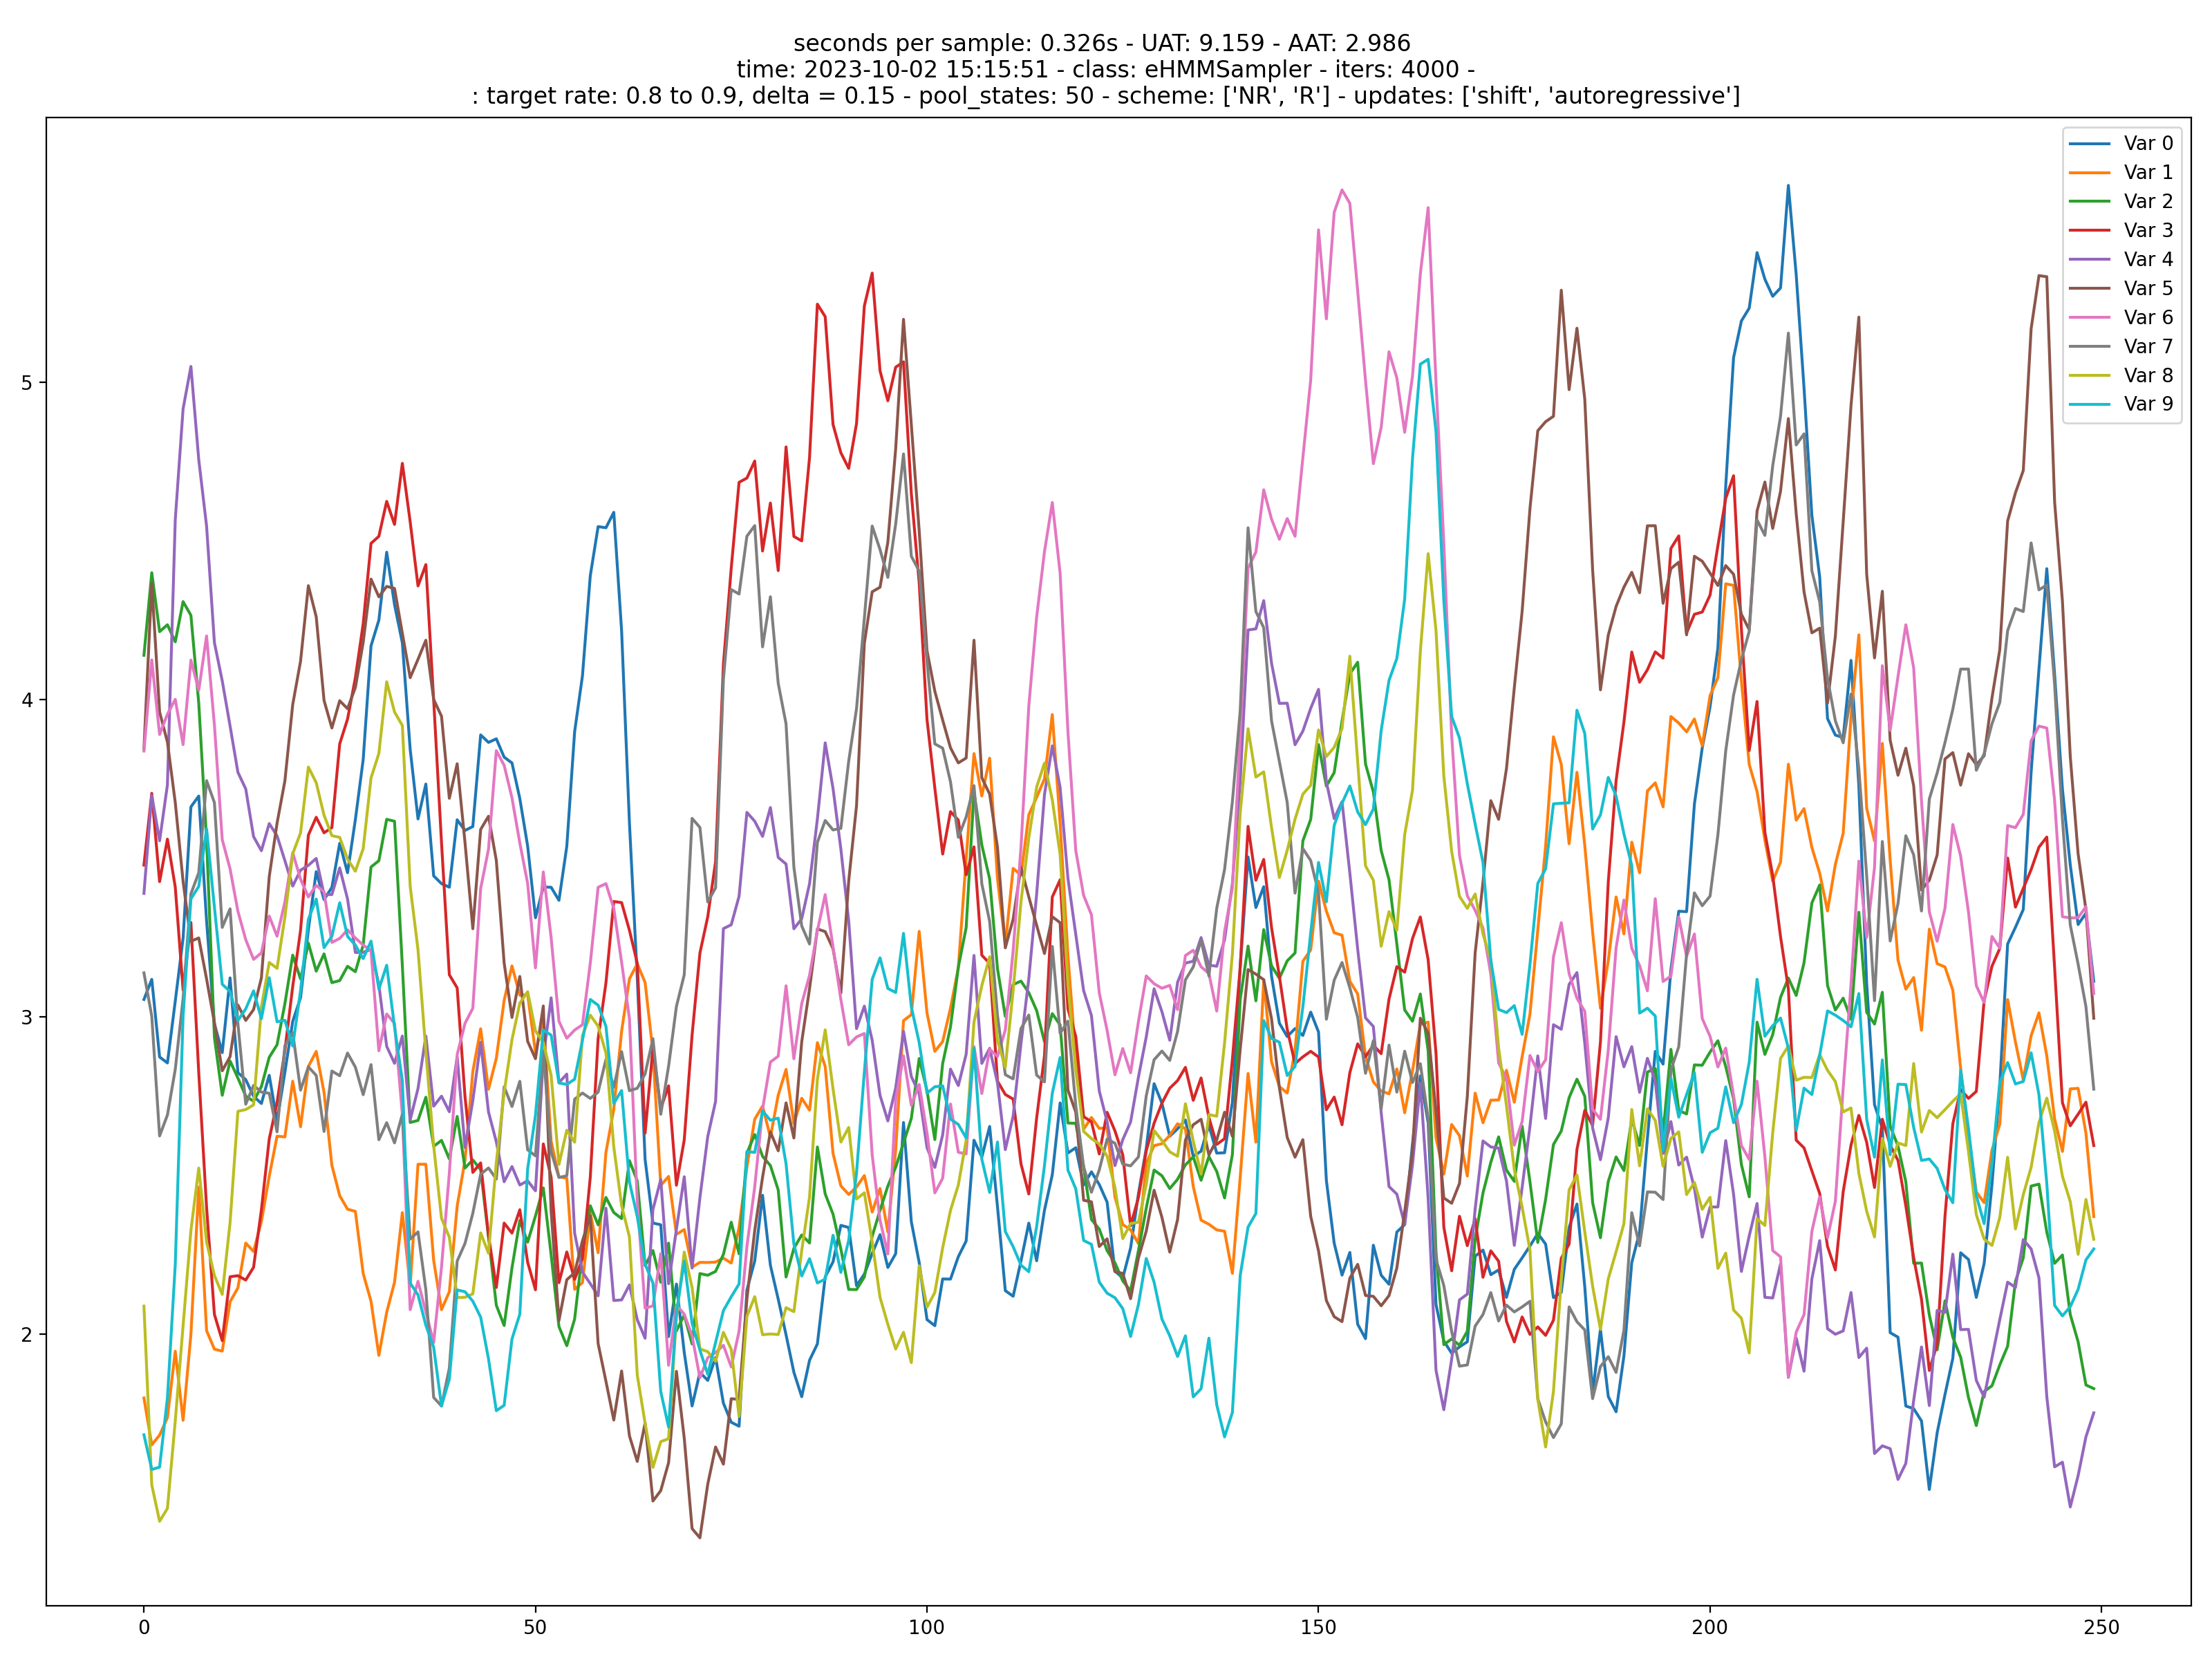 seconds per sample: 0.326s - UAT: 9.159 - AAT: 2.986
time: 2023-10-02 15:15:51 - class: eHMMSampler - iters: 4000 -
: target rate: 0.8 to 0.9, delta = 0.15 - pool_states: 50 - scheme: ['NR', 'R'] - updates: ['shift', 'autoregressive']
Var 0
Var 1
Var 2
Var 3
Var 4
Var 5
Var 6
Var 7
Var 8
Var 9
5
4
3
2
0 50 100 150 200 250